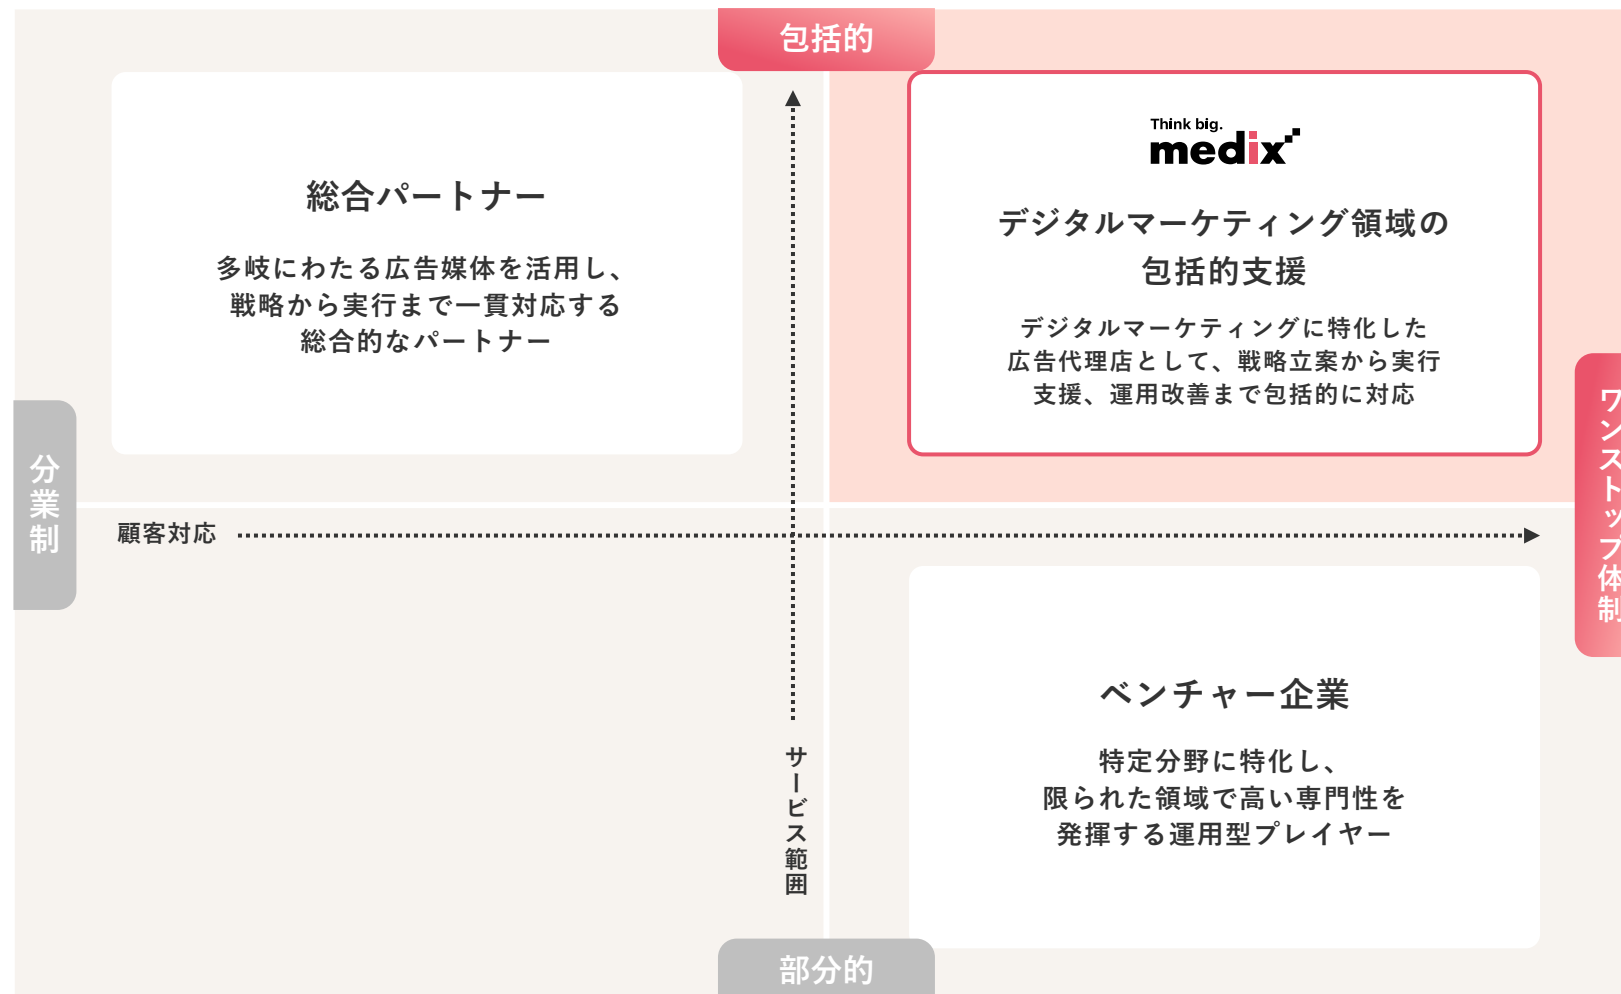 包括的
総合パートナー
多岐にわたる広告媒体を活用し、
戦略から実行まで一貫対応する
総合的なパートナー
Think big.
medix
デジタルマーケティング領域の
包括的支援
デジタルマーケティングに特化した
広告代理店として、戦略立案から実行
支援、運用改善まで包括的に対応
分業制
ワンストップ体制
顧客対応
サービス範囲
ベンチャー企業
特定分野に特化し、
限られた領域で高い専門性を
発揮する運用型プレイヤー
部分的